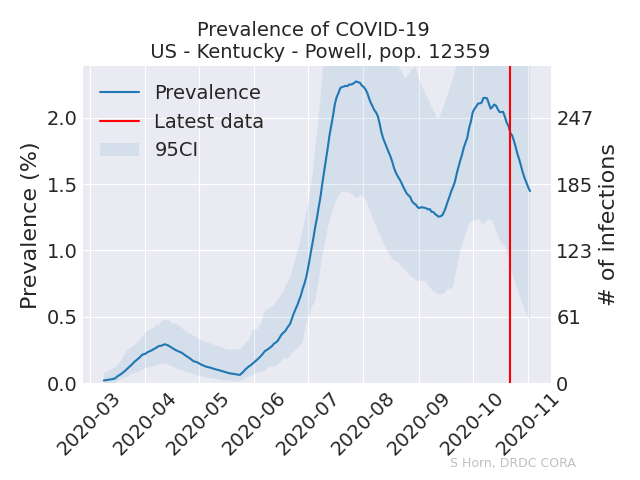 Prevalence of COVID-19
US - Kentucky - Powell, pop. 12359
Prevalence
Latest data
95CI
Prevalence (%)
2.0
1.5
1.0
0.5
0.0
# of infections
247
185
123
61
0
2020-03
2020-04
2020-05
2020-06
2020-07
2020-08
2020-09
2020-10
2020-11
S Horn, DRDC CORA